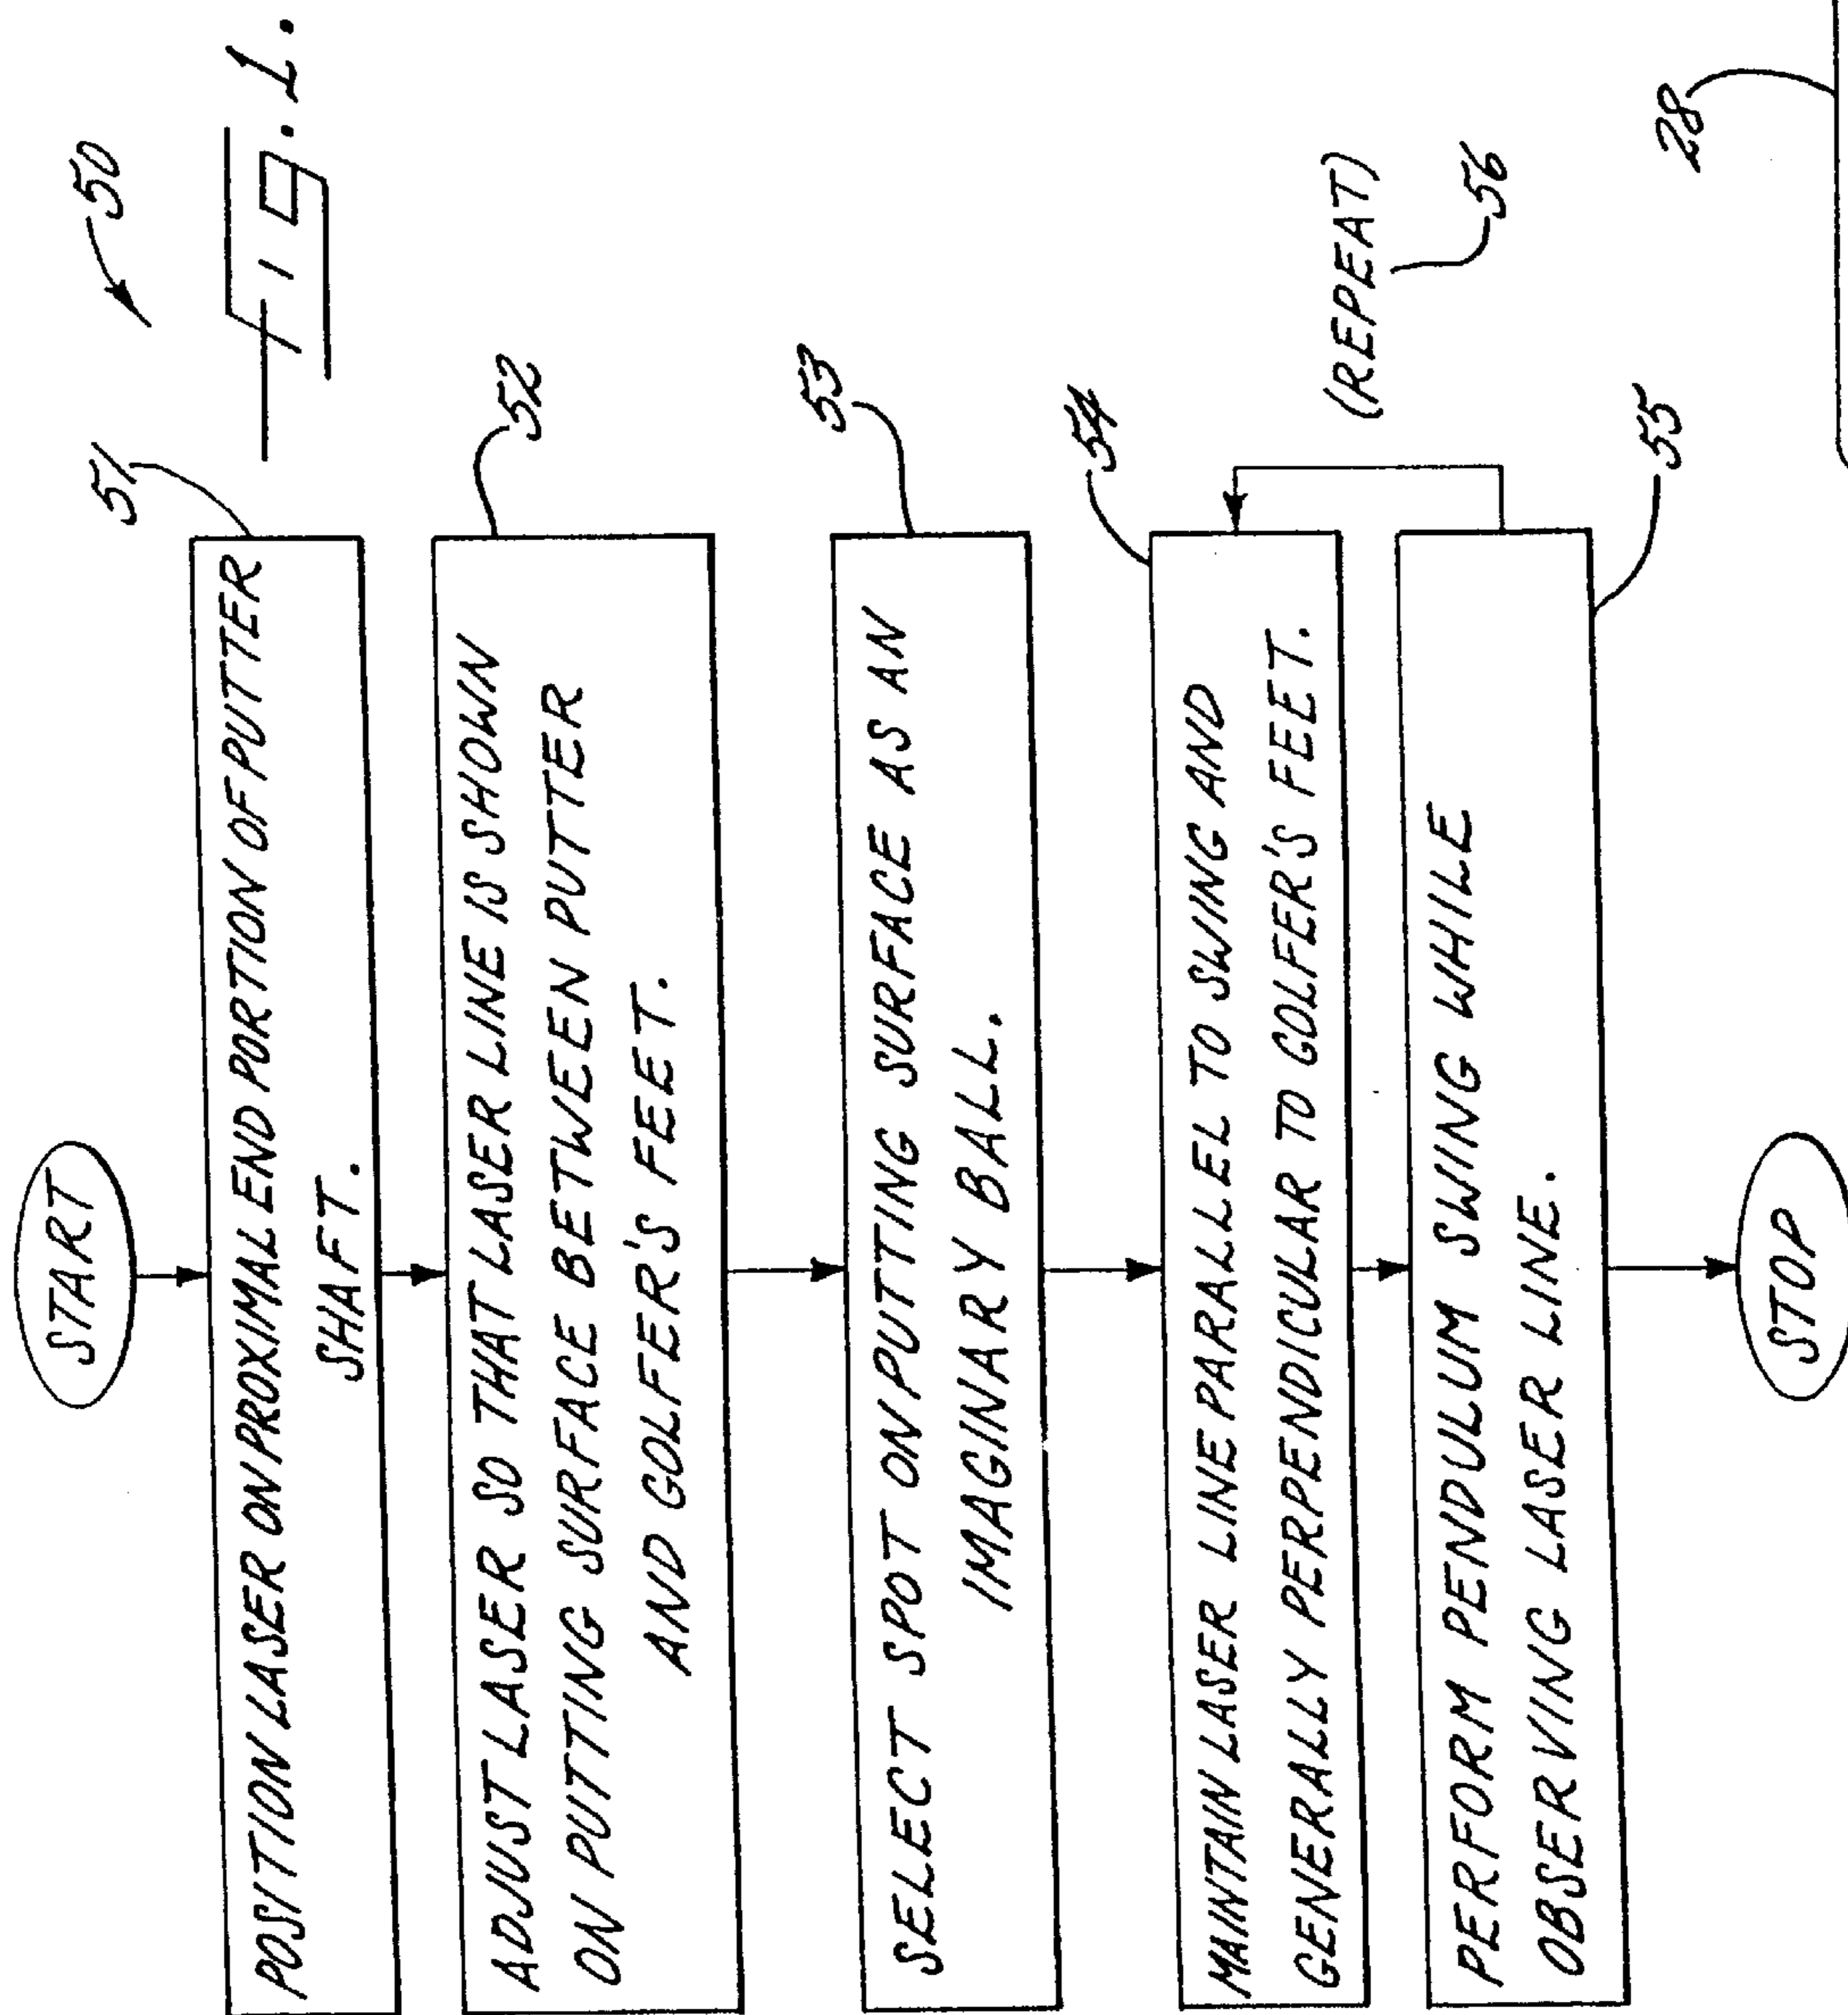 START
50
Fig. 1.
51
POSITION LASER ON PROXIMAL END PORTION OF PUTTER
SHAFT.
52
ADJUST LASER SO THAT LASER LINE IS SHOWN
ON PUTTING SURFACE BETWEEN PUTTER
AND GOLFER'S FEET.
53
SELECT SPOT ON PUTTING SURFACE AS AN
IMAGINARY BALL.
54
MAINTAIN LASER LINE PARALLEL TO SWING AND
GENERALLY PERPENDICULAR TO GOLFER'S FEET.
(REPEAT)
56
PERFORM PENDULUM SWING WHILE
OBSERVING LASER LINE.
55
STOP
28